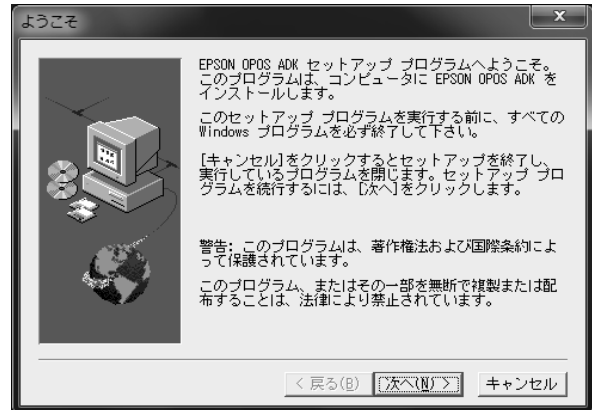 ようこそ
EPSON OPOS ADK セットアップ プログラムへようこそ。
このプログラムは、コンピュータに EPSON OPOS ADK を
インストールします。
このセットアップ プログラムを実行する前に、すべての
Windows プログラムを必ず終了して下さい。
[キャンセル]をクリックするとセットアップを終了し、
実行しているプログラムを閉じます。セットアップ プロ
グラムを続行するには、[次へ]をクリックします。
警告: このプログラムは、著作権法および国際条約によ
って保護されています。
このプログラム、またはその一部を無断で複製または配
布することは、法律により禁止されています。
< 戻る(B) 次へ(N) > キャンセル